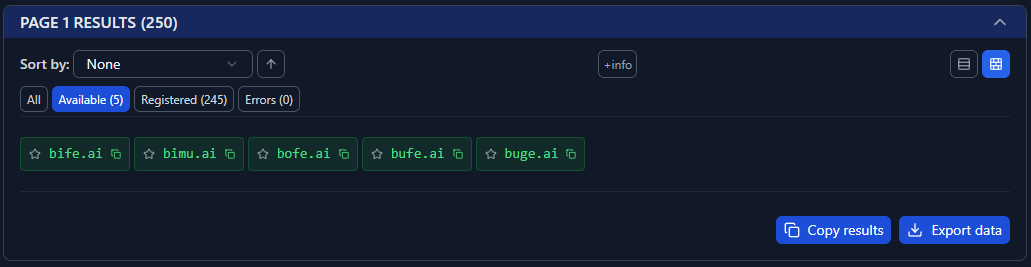 PAGE 1 RESULTS (250)
Sort by: None +info
All Available (5) Registered (245) Errors (0)
bife.ai bimu.ai bofe.ai bufe.ai buge.ai
Copy results Export data